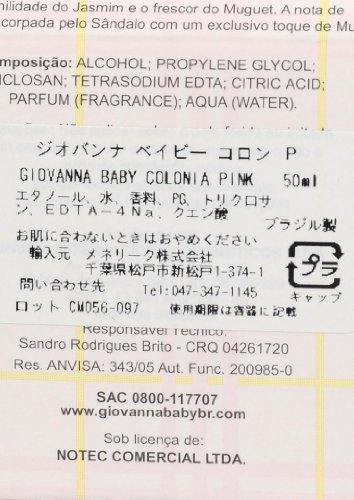 nilidade do Jasmim e o frescor do Muguet. A nota de
corpada pelo Sândalo com um exclusivo toque de Mu
mposição: ALCOHOL; PROPYLENE GLYCOL;
ICLOSAN; TETRASODIUM EDTA; CITRIC ACID;
PARFUM (FRAGRANCE); AQUA (WATER).
ジオバンナ ベイビー コロン P
GIOVANNA BABY COLONIA PINK 50ml
エタノール、水、香料、PG、トリクロサ
ン、EDTA-4Na、クエン酸
ブラジル製
お肌に合わないときはおやめください
輸入元 メネリーク株式会社
千葉県松戸市新松戸1-374-1
プラ
問い合わせ先 Tel:047-347-1145
キャップ
ロット CM056-097 使用期限は容器に記載
Responsável Técnico:
Sandro Rodrigues Brito - CRQ 04261720
Res. ANVISA: 343/05 Aut. Func. 200985-0
SAC 0800-117707
www.giovannababybr.com
Sob licença de:
NOTEC COMERCIAL LTDA.